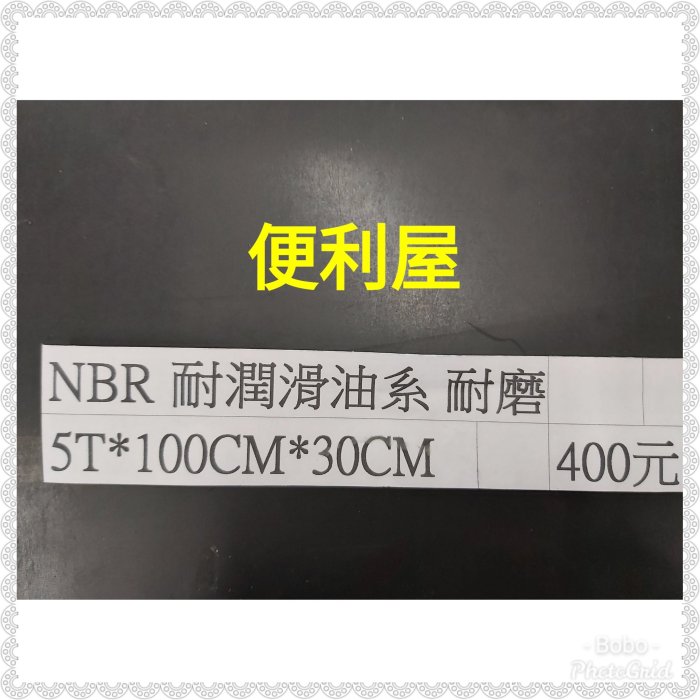 便利屋
NBR 耐潤滑油系 耐磨
5T*100CM*30CM 400元
- Bobo -
PhotoGrid